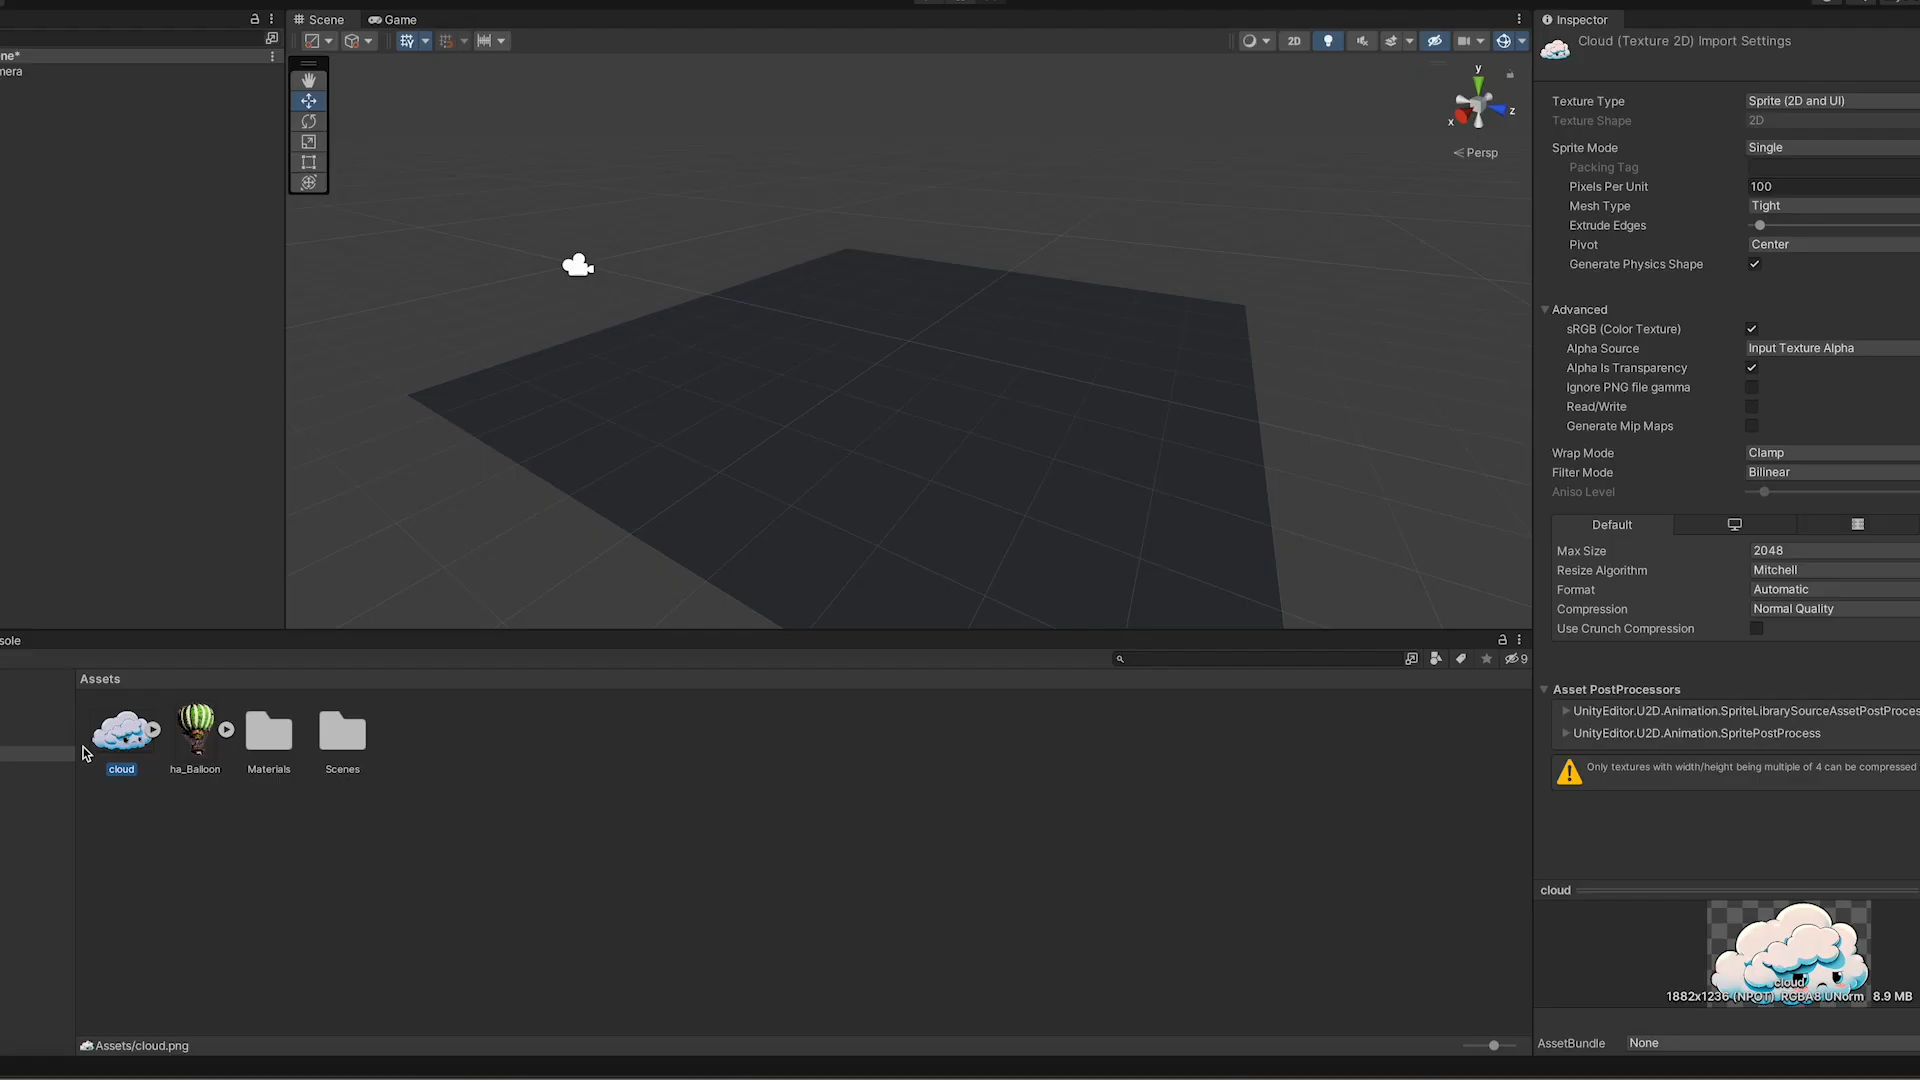 ne*
mera
Scene
Game
2D
y
x
z
< Persp
Inspector
Cloud (Texture 2D) Import Settings
Texture Type Sprite (2D and UI)
Texture Shape 2D
Sprite Mode Single
Packing Tag
Pixels Per Unit 100
Mesh Type Tight
Extrude Edges
Pivot Center
Generate Physics Shape
Advanced
sRGB (Color Texture)
Alpha Source Input Texture Alpha
Alpha Is Transparency
Ignore PNG file gamma
Read/Write
Generate Mip Maps
Wrap Mode Clamp
Filter Mode Bilinear
Aniso Level
Default
Max Size 2048
Resize Algorithm Mitchell
Format Automatic
Compression Normal Quality
Use Crunch Compression
Asset PostProcessors
UnityEditor.U2D.Animation.SpriteLibrarySourceAssetPostProces
UnityEditor.U2D.Animation.SpritePostProcess
Only textures with width/height being multiple of 4 can be compressed
cloud
cloud
1882x1236 (NPOT) RGBA8 UNorm 8.9 MB
AssetBundle None
sole
9
Assets
cloud
ha_Balloon
Materials
Scenes
Assets/cloud.png